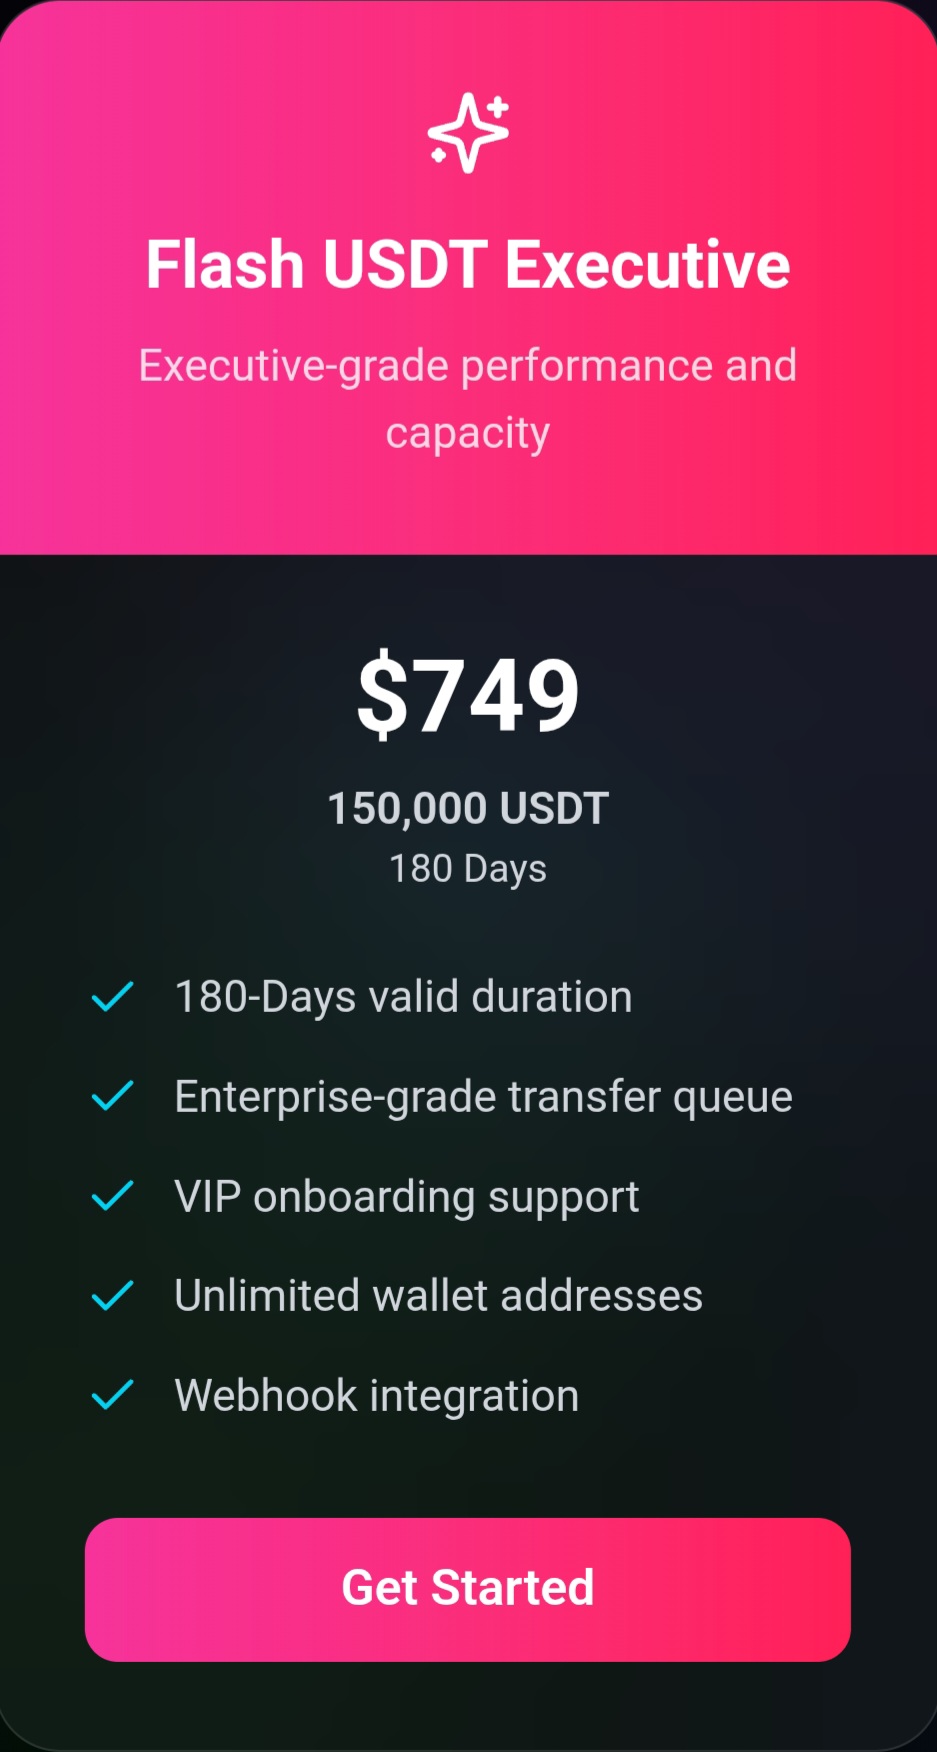 Flash USDT Executive
Executive-grade performance and
capacity
$749
150,000 USDT
180 Days
180-Days valid duration
Enterprise-grade transfer queue
VIP onboarding support
Unlimited wallet addresses
Webhook integration
Get Started